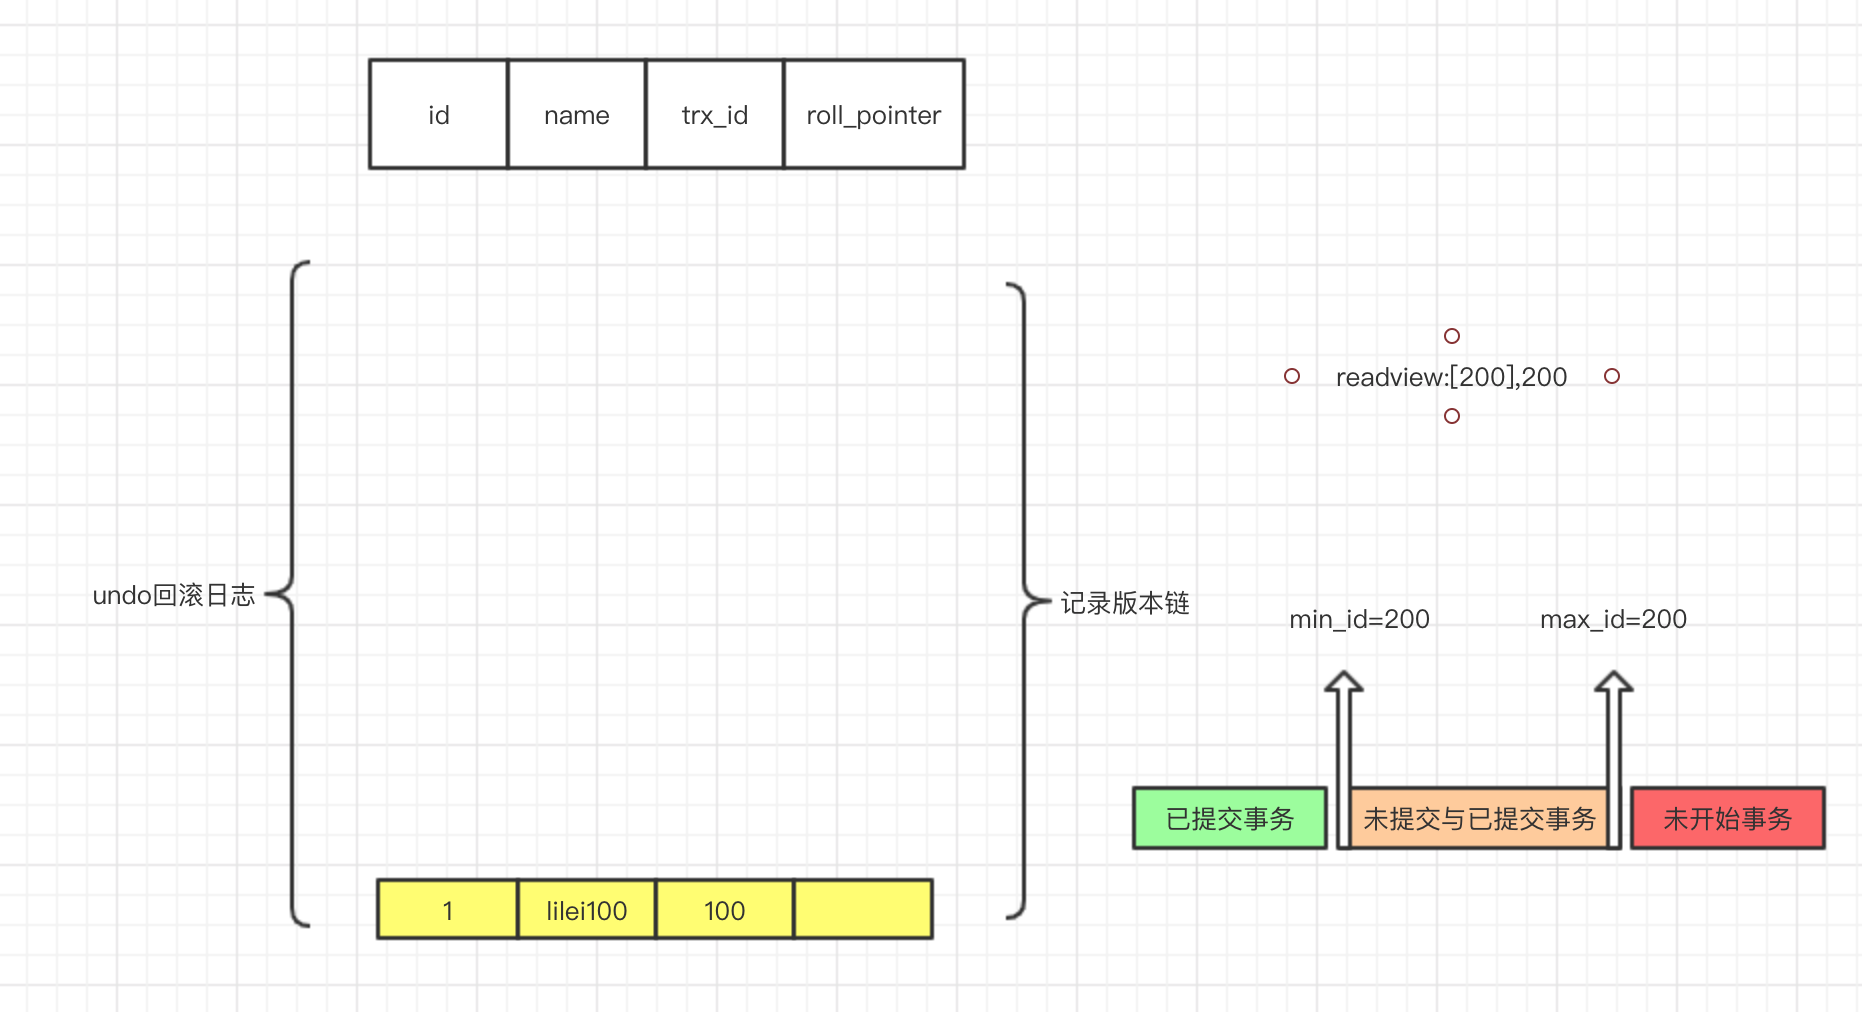 id name trx_id roll_pointer
readview:[200],200
undo回滚日志
记录版本链
min_id=200 max_id=200
已提交事务 未提交与已提交事务 未开始事务
1 lilei100 100